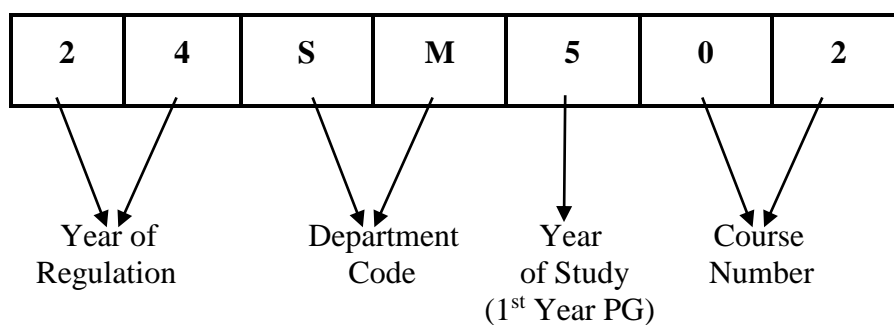 2 4 S M 5 0 2
Year of Department Year Course
Regulation Code of Study Number
(1st Year PG)